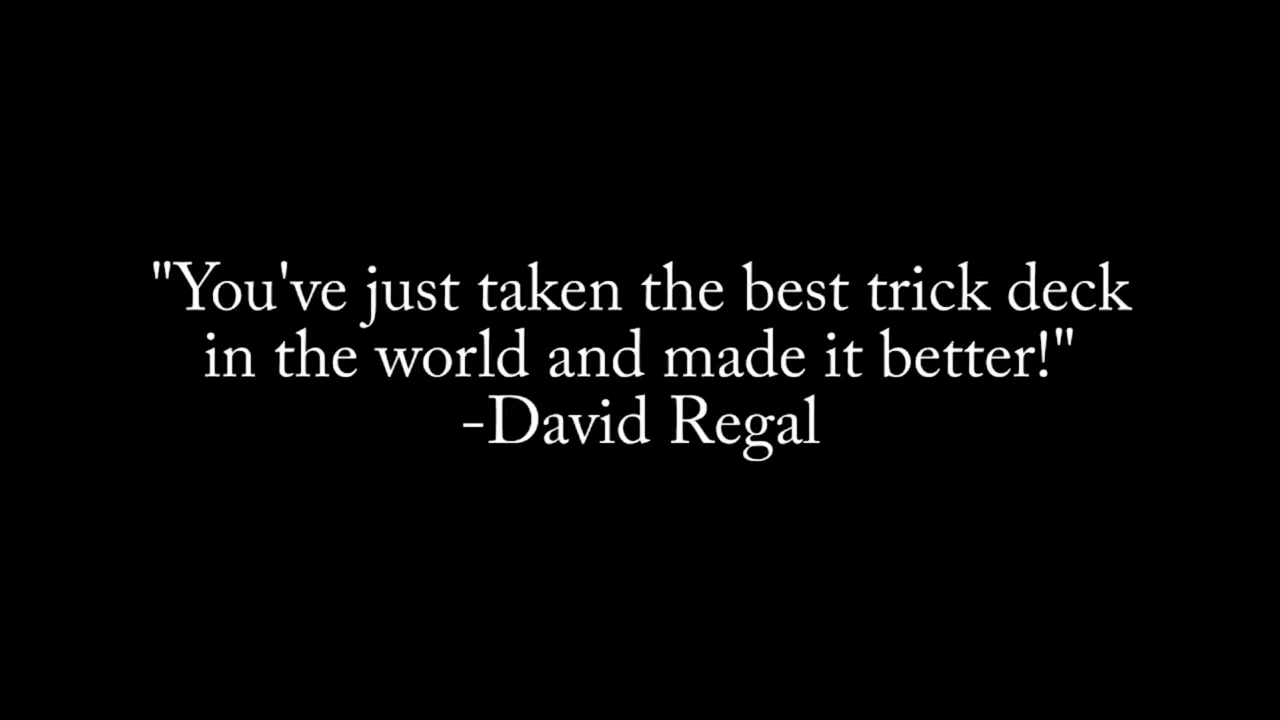 "You've just taken the best trick deck
in the world and made it better!"
-David Regal